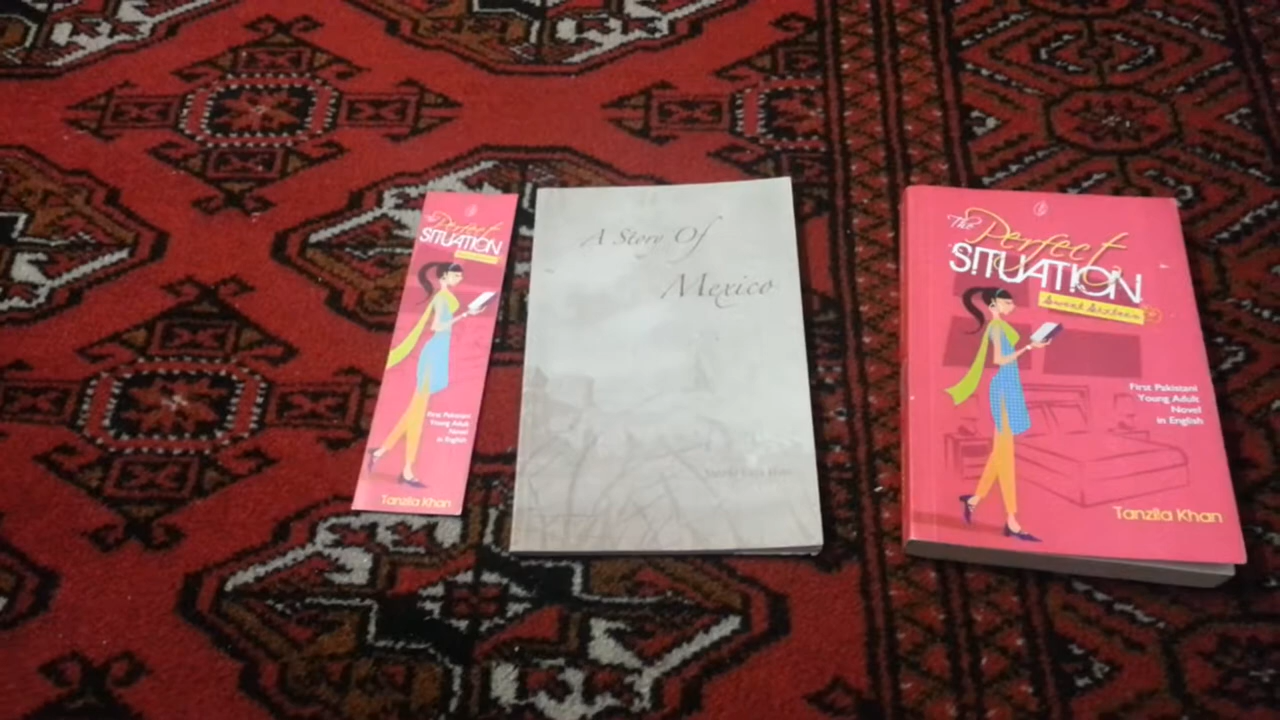 The Perfect
SITUATION
First Pakistani
Young Adult
Novel
in English
Tanzila Khan
A Story Of
Mexico
The Perfect
SITUATION
Sweet Sixteen
First Pakistani
Young Adult
Novel
in English
Tanzila Khan